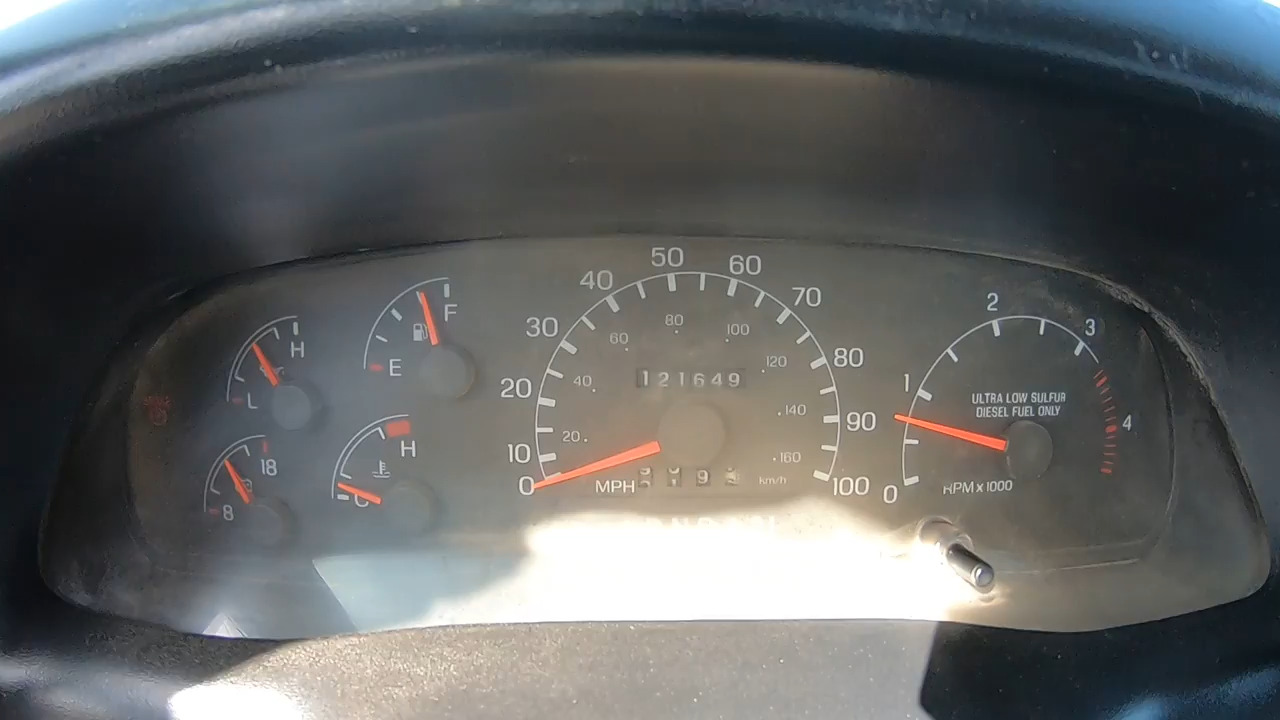 50
40 60
30 80 70
60 100
H F
E 20 40 120 80
L 121649
1 2 3
ULTRA LOW SULFUR
DIESEL FUEL ONLY
4
140 90
H 10 20
18 160
8 C 0 MPH km/h 100
0 RPM x 1000